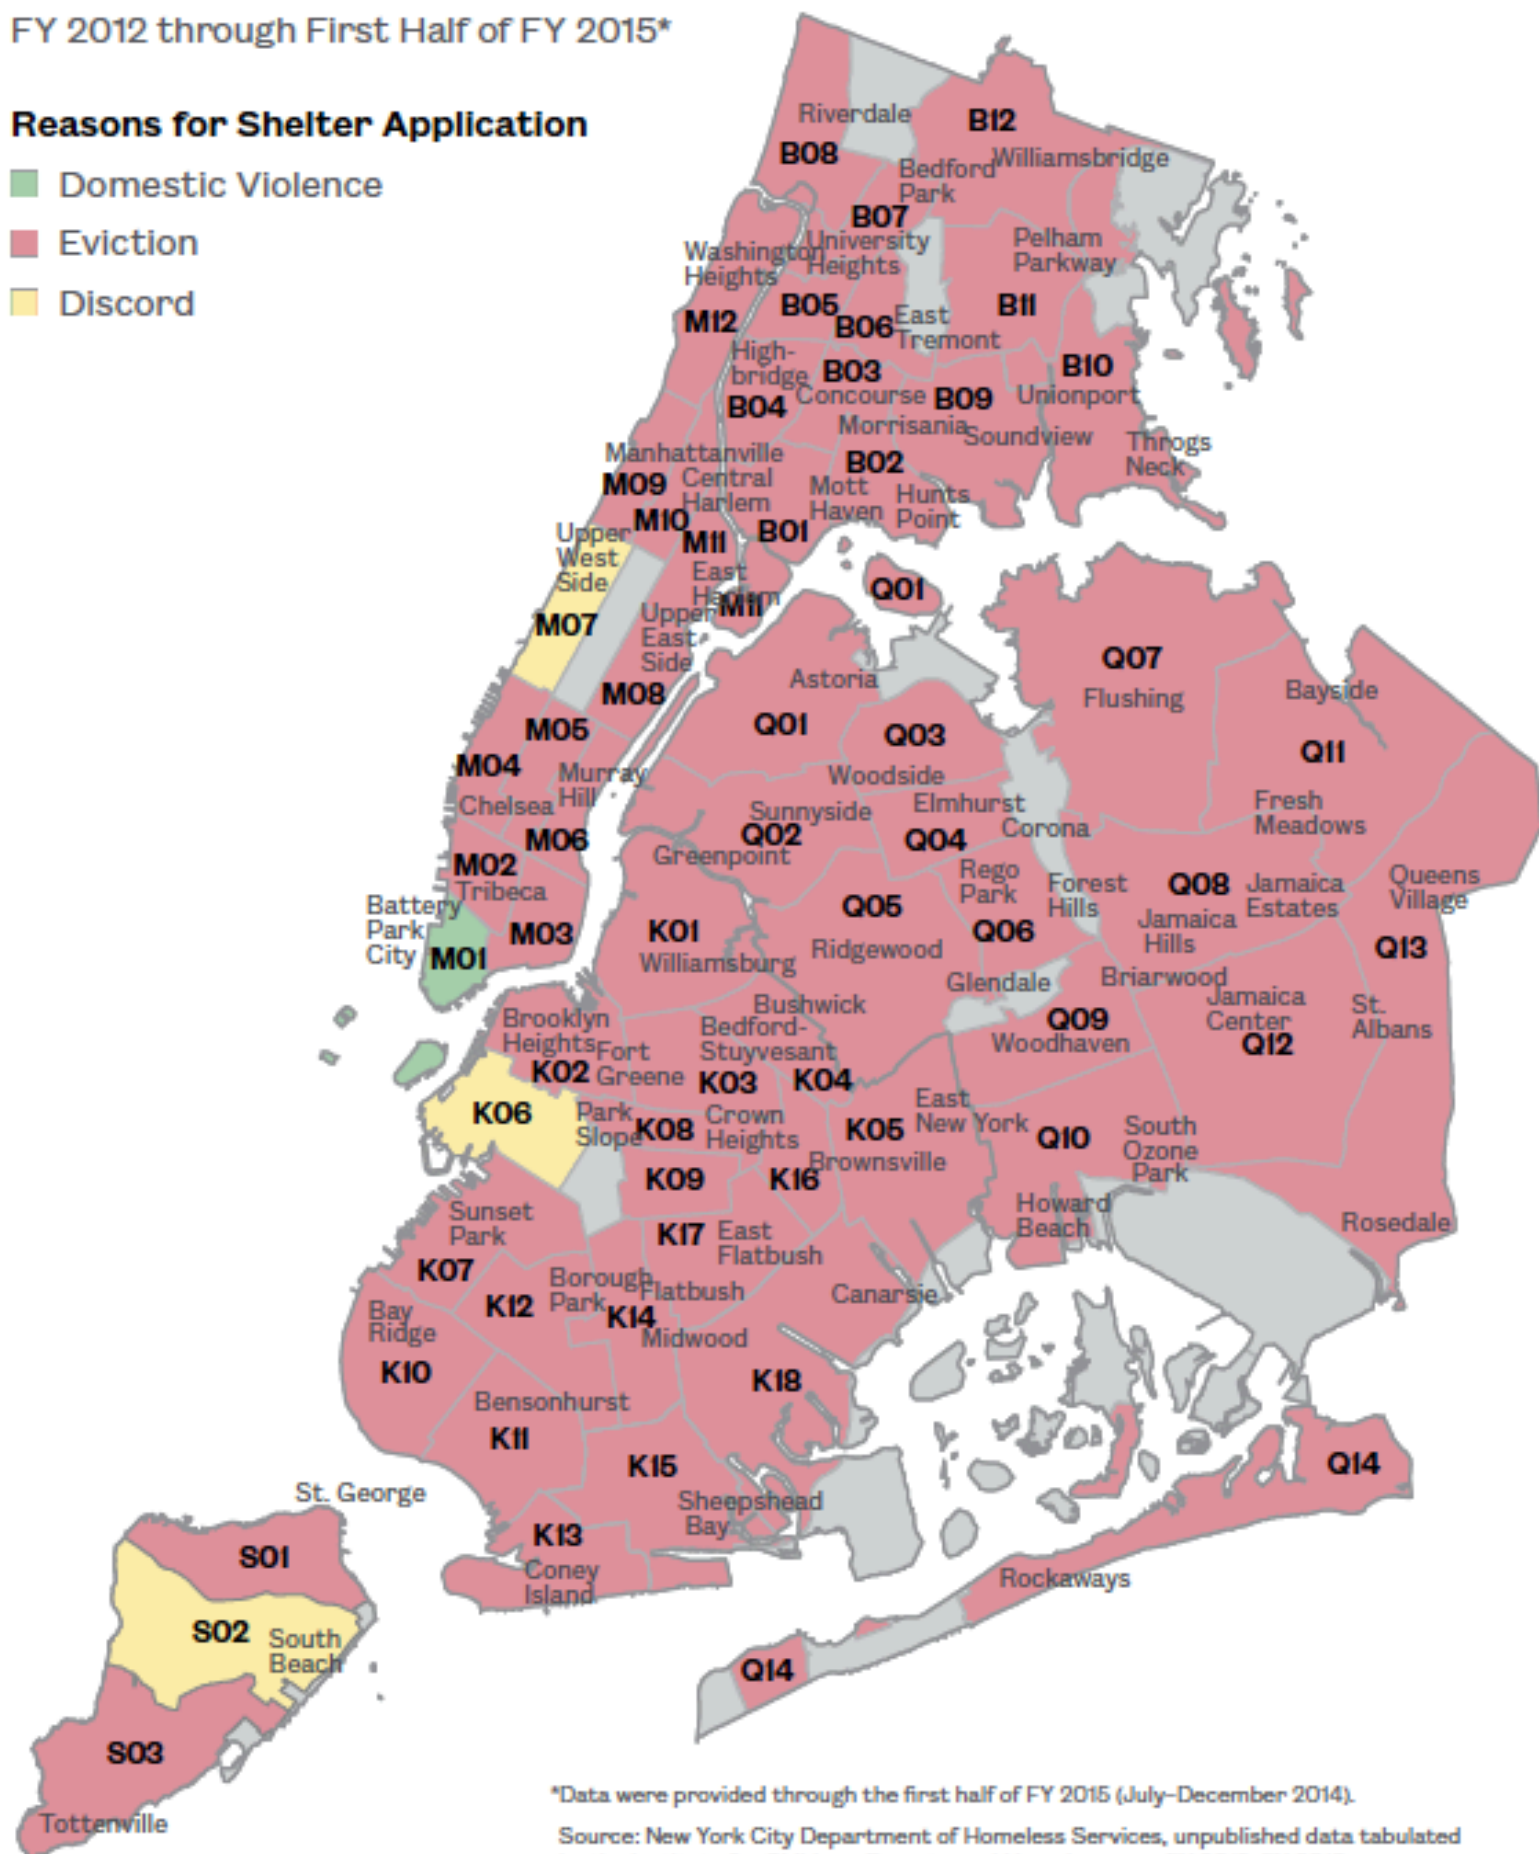 FY 2012 through First Half of FY 2015*
Reasons for Shelter Application
Domestic Violence
Eviction
Discord
Riverdale
B12
B08
Williamsbridge
Bedford
Park
B07
University
Heights
Pelham
Parkway
Washington
Heights
B05
B11
M12
B06
East
Tremont
High-
bridge
B03
B10
Concourse
B09
Unionport
B04
Morrisania
Soundview
Throgs
Neck
Manhattanville
B02
M09
Central
Harlem
Mott
Haven
Hunts
Point
M10
B01
M11
Upper
West
Side
East
Harlem
Q01
M11
M07
Upper
East
Side
Q07
Flushing
Astoria
Bayside
M08
M05
Q01
Q03
Q11
M04
Murray
Hill
Woodside
Chelsea
Sunnyside
Elmhurst
Fresh
Meadows
M06
Q02
Q04
Corona
Greenpoint
M02
Tribeca
Rego
Park
Forest
Hills
Q08
Jamaica
Estates
Queens
Village
Battery
Park
City
Q05
Jamaica
Hills
M03
K01
Q06
Q13
M01
Williamsburg
Ridgewood
Glendale
Briarwood
Bushwick
Jamaica
Center
St.
Albans
Brooklyn
Heights
Bedford-
Stuyvesant
Q09
Woodhaven
Q12
Fort
Greene
K02
K03
K04
K06
Park
Slope
Crown
Heights
East
New York
K08
K05
Q10
South
Ozone
Park
Brownsville
K09
K16
Sunset
Park
Howard
Beach
Rosedale
K17
East
Flatbush
K07
Borough
Park
Flatbush
Canarsie
K12
K14
Bay
Ridge
Midwood
K10
K18
Bensonhurst
K11
K15
Q14
St. George
Sheepshead
Bay
K13
S01
Coney
Island
Rockaways
S02
South
Beach
Q14
S03
Tottenville
*Data were provided through the first half of FY 2015 (July–December 2014).
Source: New York City Department of Homeless Services, unpublished data tabulated